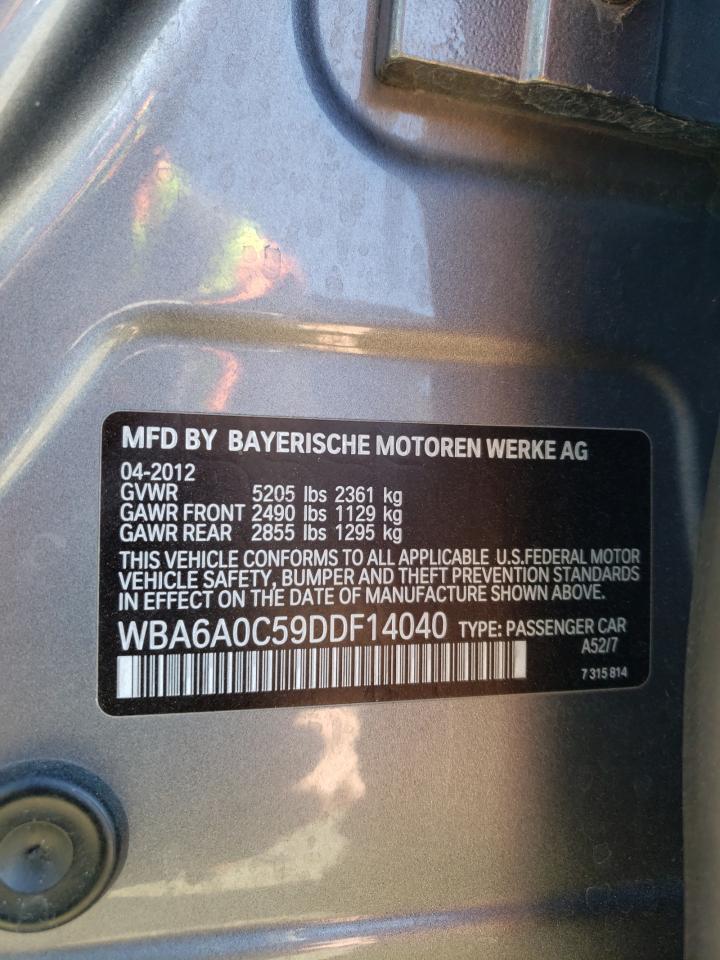 MFD BY BAYERISCHE MOTOREN WERKE AG
04-2012
GVWR 5205 lbs 2361 kg
GAWR FRONT 2490 lbs 1129 kg
GAWR REAR 2855 lbs 1295 kg
THIS VEHICLE CONFORMS TO ALL APPLICABLE U.S.FEDERAL MOTOR
VEHICLE SAFETY, BUMPER AND THEFT PREVENTION STANDARDS
IN EFFECT ON THE DATE OF MANUFACTURE SHOWN ABOVE.
WBA6A0C59DDF14040 TYPE: PASSENGER CAR
A52/7
7 315 814